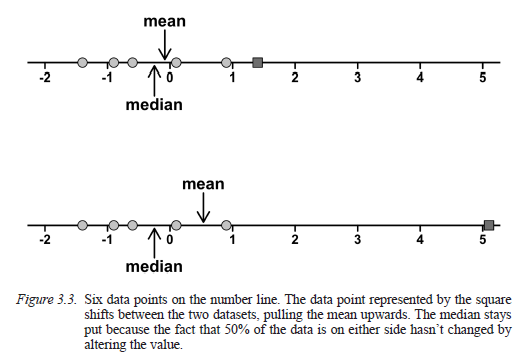 mean
-2 -1 0 1 2 3 4 5
median
mean
-2 -1 0 1 2 3 4 5
median
Figure 3.3. Six data points on the number line. The data point represented by the square
shifts between the two datasets, pulling the mean upwards. The median stays
put because the fact that 50% of the data is on either side hasn’t changed by
altering the value.